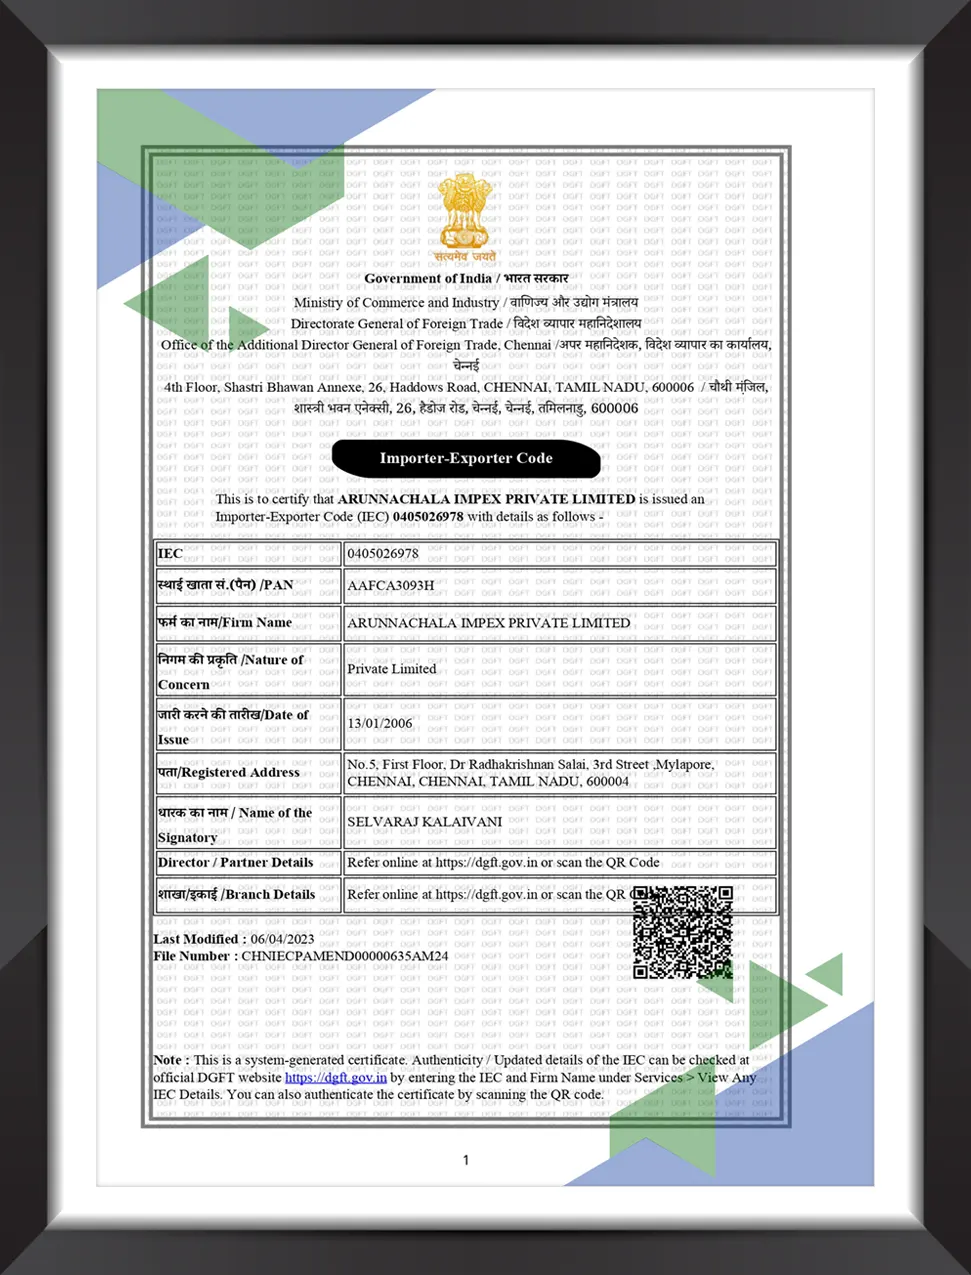 सत्यमेव जयते
Government of India / भारत सरकार
Ministry of Commerce and Industry / वाणिज्य और उद्योग मंत्रालय
Directorate General of Foreign Trade / विदेश व्यापार महानिदेशालय
Office of the Additional Director General of Foreign Trade, Chennai /अपर महानिदेशक, विदेश व्यापार का कार्यालय,
चेन्नई
4th Floor, Shastri Bhawan Annexe, 26, Haddows Road, CHENNAI, TAMIL NADU, 600006 / चौथी मंज़िल,
शास्त्री भवन एनेक्सी, 26, हैडोज रोड, चेन्नई, चेन्नई, तमिलनाडु, 600006
Importer-Exporter Code
This is to certify that ARUNNACHALA IMPEX PRIVATE LIMITED is issued an
Importer-Exporter Code (IEC) 0405026978 with details as follows -
IEC 0405026978
स्थाई खाता सं.(पैन) /PAN AAFCA3093H
फर्म का नाम/Firm Name ARUNNACHALA IMPEX PRIVATE LIMITED
निगम की प्रकृति /Nature of
Concern
Private Limited
जारी करने की तारीख/Date of
Issue
13/01/2006
पता/Registered Address
No.5, First Floor, Dr Radhakrishnan Salai, 3rd Street ,Mylapore,
CHENNAI, CHENNAI, TAMIL NADU, 600004
धारक का नाम / Name of the
Signatory
SELVARAJ KALAIVANI
Director / Partner Details Refer online at https://dgft.gov.in or scan the QR Code
शाखा/इकाई /Branch Details Refer online at https://dgft.gov.in or scan the QR
Last Modified : 06/04/2023
File Number : CHNIECPAMEND00000635AM24
Note : This is a system-generated certificate. Authenticity / Updated details of the IEC can be checked at
official DGFT website https://dgft.gov.in by entering the IEC and Firm Name under Services > View Any
IEC Details. You can also authenticate the certificate by scanning the QR code.
1